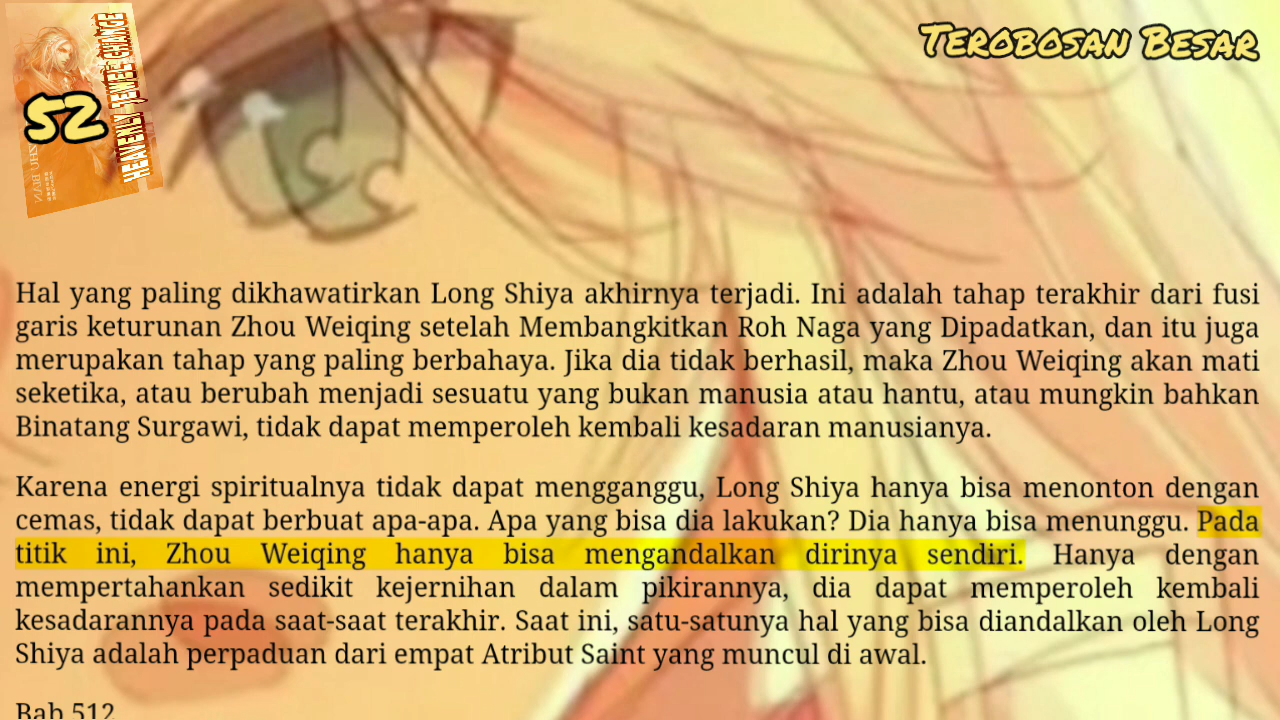 Terobosan Besar
52
HEAVENLY JEWEL CHANGE
Hal yang paling dikhawatirkan Long Shiya akhirnya terjadi. Ini adalah tahap terakhir dari fusi
garis keturunan Zhou Weiqing setelah Membangkitkan Roh Naga yang Dipadatkan, dan itu juga
merupakan tahap yang paling berbahaya. Jika dia tidak berhasil, maka Zhou Weiqing akan mati
seketika, atau berubah menjadi sesuatu yang bukan manusia atau hantu, atau mungkin bahkan
Binatang Surgawi, tidak dapat memperoleh kembali kesadaran manusianya.
Karena energi spiritualnya tidak dapat mengganggu, Long Shiya hanya bisa menonton dengan
cemas, tidak dapat berbuat apa-apa. Apa yang bisa dia lakukan? Dia hanya bisa menunggu. Pada
titik ini, Zhou Weiqing hanya bisa mengandalkan dirinya sendiri. Hanya dengan
mempertahankan sedikit kejernihan dalam pikirannya, dia dapat memperoleh kembali
kesadarannya pada saat-saat terakhir. Saat ini, satu-satunya hal yang bisa diandalkan oleh Long
Shiya adalah perpaduan dari empat Atribut Saint yang muncul di awal.
Bab 512